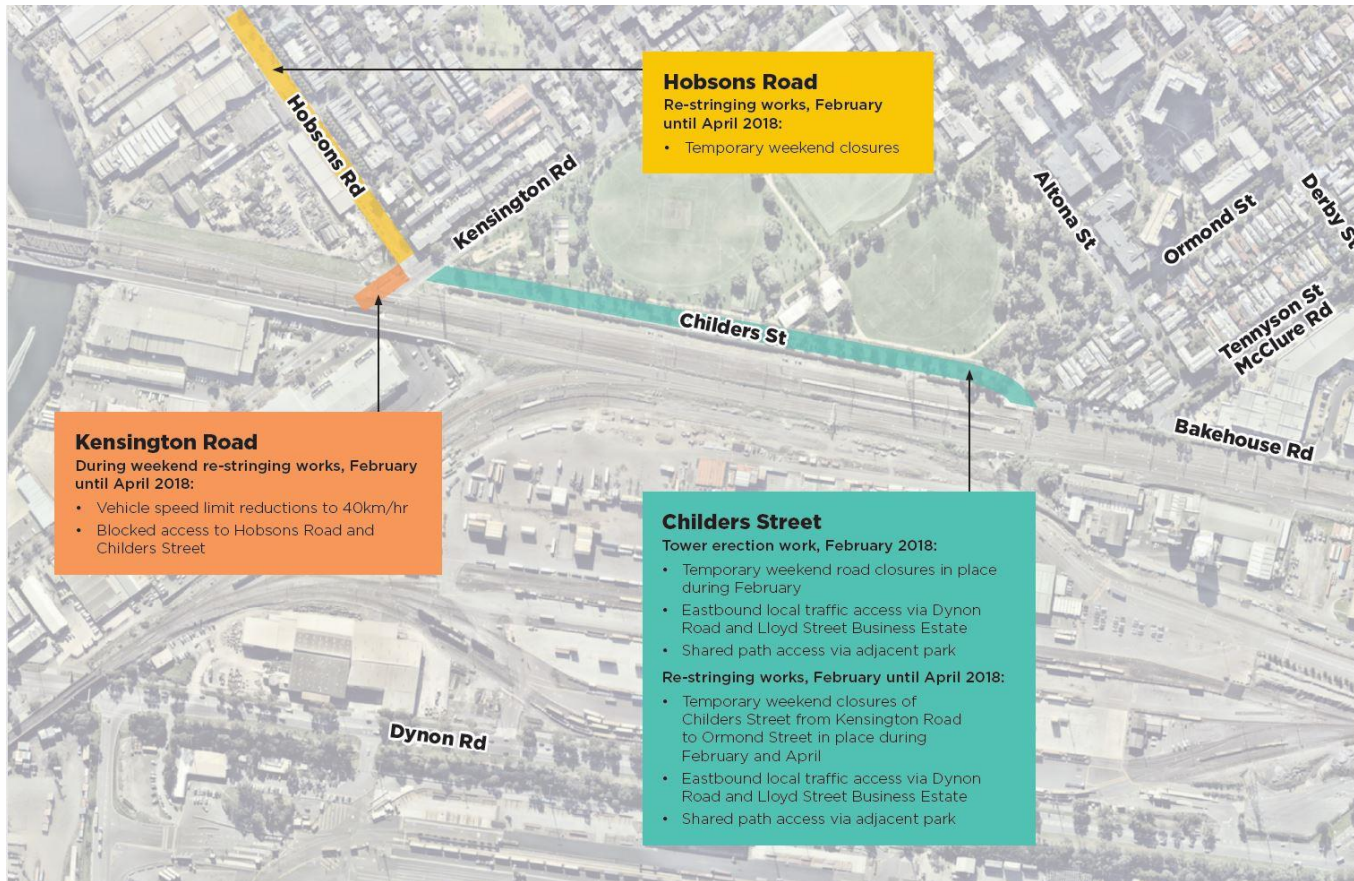 Hobsons Road
Re-stringing works, February
until April 2018:
• Temporary weekend closures
Hobsons Rd
Kensington Rd
Altona St
Ormond St
Derby St
Tennyson St
McClure Rd
Childers St
Bakehouse Rd
Kensington Road
During weekend re-stringing works, February
until April 2018:
• Vehicle speed limit reductions to 40km/hr
• Blocked access to Hobsons Road and
Childers Street
Childers Street
Tower erection work, February 2018:
• Temporary weekend road closures in place
during February
• Eastbound local traffic access via Dynon
Road and Lloyd Street Business Estate
• Shared path access via adjacent park
Re-stringing works, February until April 2018:
• Temporary weekend closures of
Childers Street from Kensington Road
to Ormond Street in place during
February and April
• Eastbound local traffic access via Dynon
Road and Lloyd Street Business Estate
• Shared path access via adjacent park
Dynon Rd